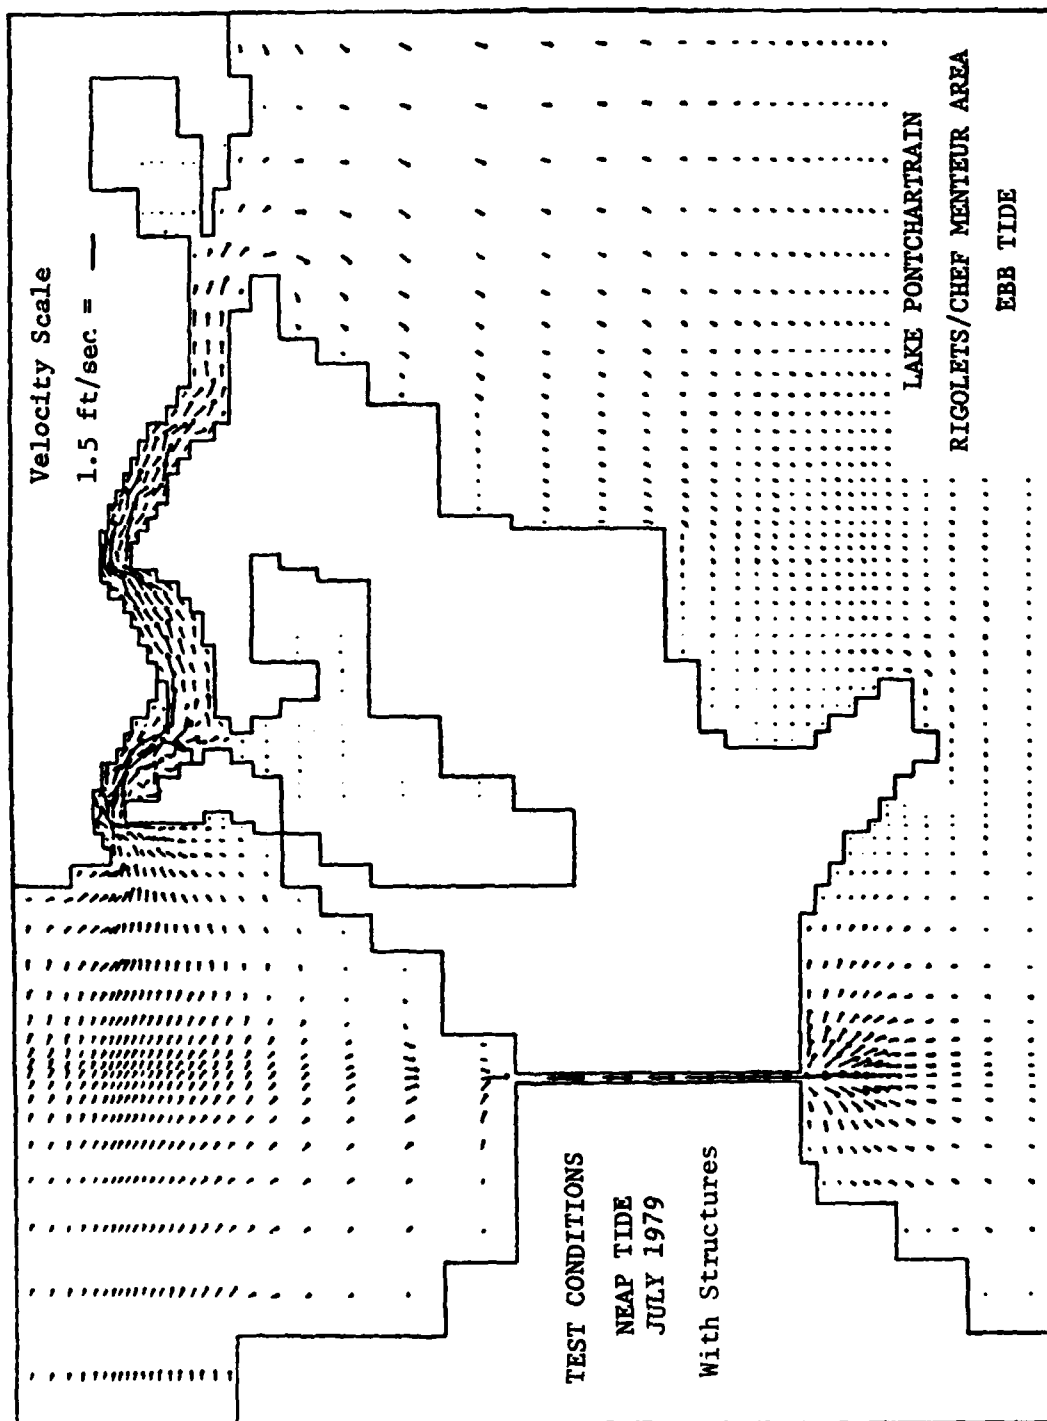 Velocity Scale
1.5 ft/sec =
TEST CONDITIONS
NEAP TIDE
JULY 1979
With Structures
LAKE PONTCHARTRAIN
RIGOLETS/CHEF MENTEUR AREA
EBB TIDE